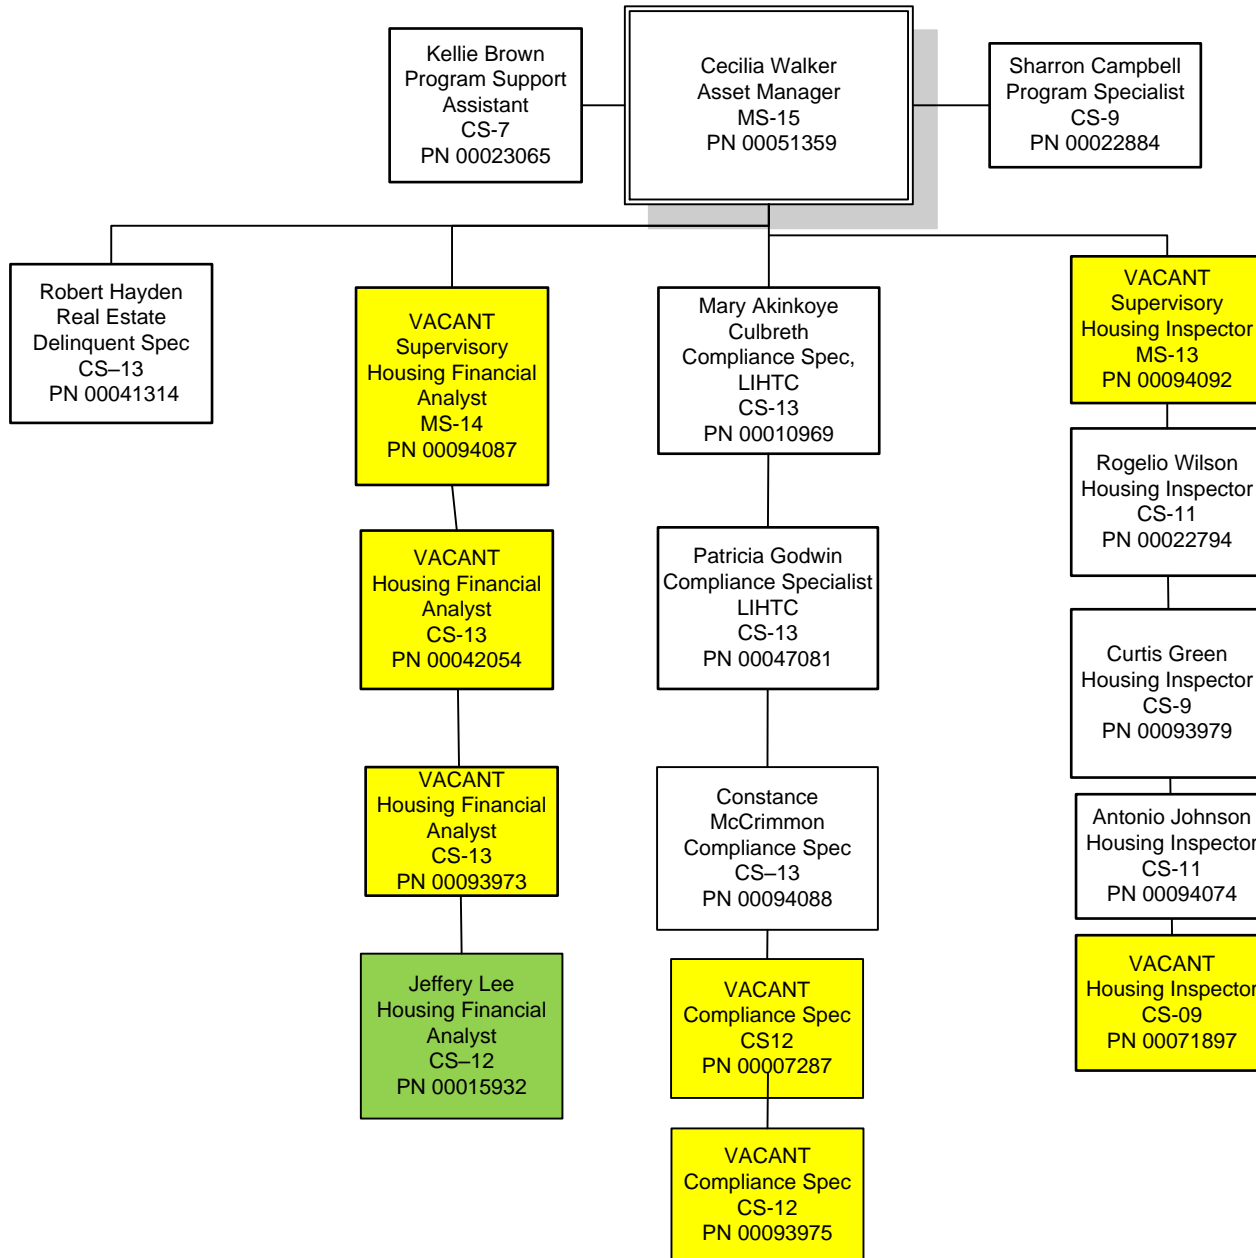 Kellie Brown
Program Support
Assistant
CS-7
PN 00023065
Cecilia Walker
Asset Manager
MS-15
PN 00051359
Sharron Campbell
Program Specialist
CS-9
PN 00022884
Robert Hayden
Real Estate
Delinquent Spec
CS–13
PN 00041314
VACANT
Supervisory
Housing Financial
Analyst
MS-14
PN 00094087
VACANT
Housing Financial
Analyst
CS-13
PN 00042054
VACANT
Housing Financial
Analyst
CS-13
PN 00093973
Jeffery Lee
Housing Financial
Analyst
CS–12
PN 00015932
Mary Akinkoye
Culbreth
Compliance Spec,
LIHTC
CS-13
PN 00010969
Patricia Godwin
Compliance Specialist
LIHTC
CS-13
PN 00047081
Constance
McCrimmon
Compliance Spec
CS–13
PN 00094088
VACANT
Compliance Spec
CS12
PN 00007287
VACANT
Compliance Spec
CS-12
PN 00093975
VACANT
Supervisory
Housing Inspector
MS-13
PN 00094092
Rogelio Wilson
Housing Inspector
CS-11
PN 00022794
Curtis Green
Housing Inspector
CS-9
PN 00093979
Antonio Johnson
Housing Inspector
CS-11
PN 00094074
VACANT
Housing Inspector
CS-09
PN 00071897